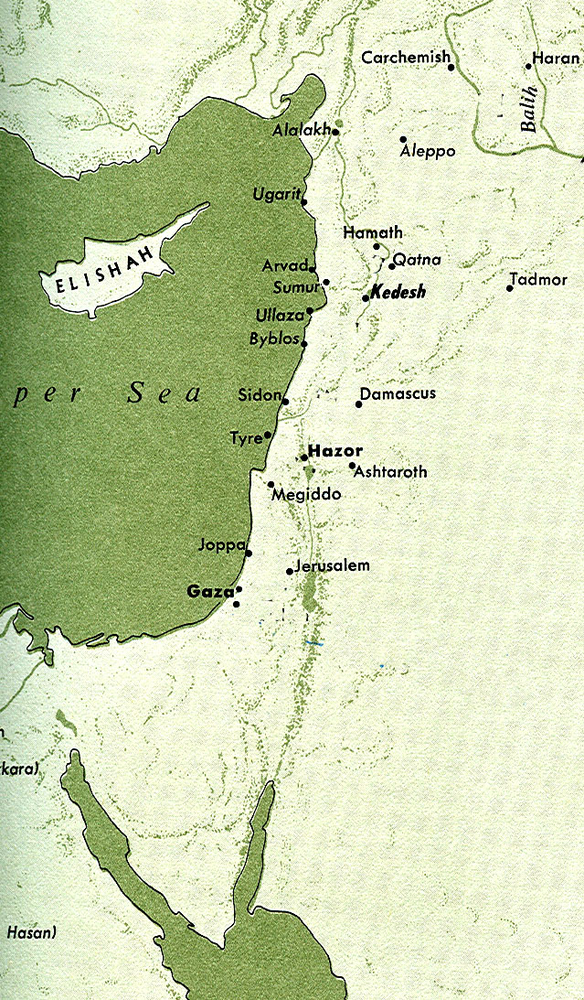 Carchemish
Haran
Balih
Alalakh
Aleppo
Ugarit
Hamath
Qatna
ELISHAH
Arvad
Sumur
Kedesh
Tadmor
Ullaza
Byblos
per Sea
Sidon
Damascus
Tyre
Hazor
Ashtaroth
Megiddo
Joppa
Jerusalem
Gaza
kara)
Hasan)